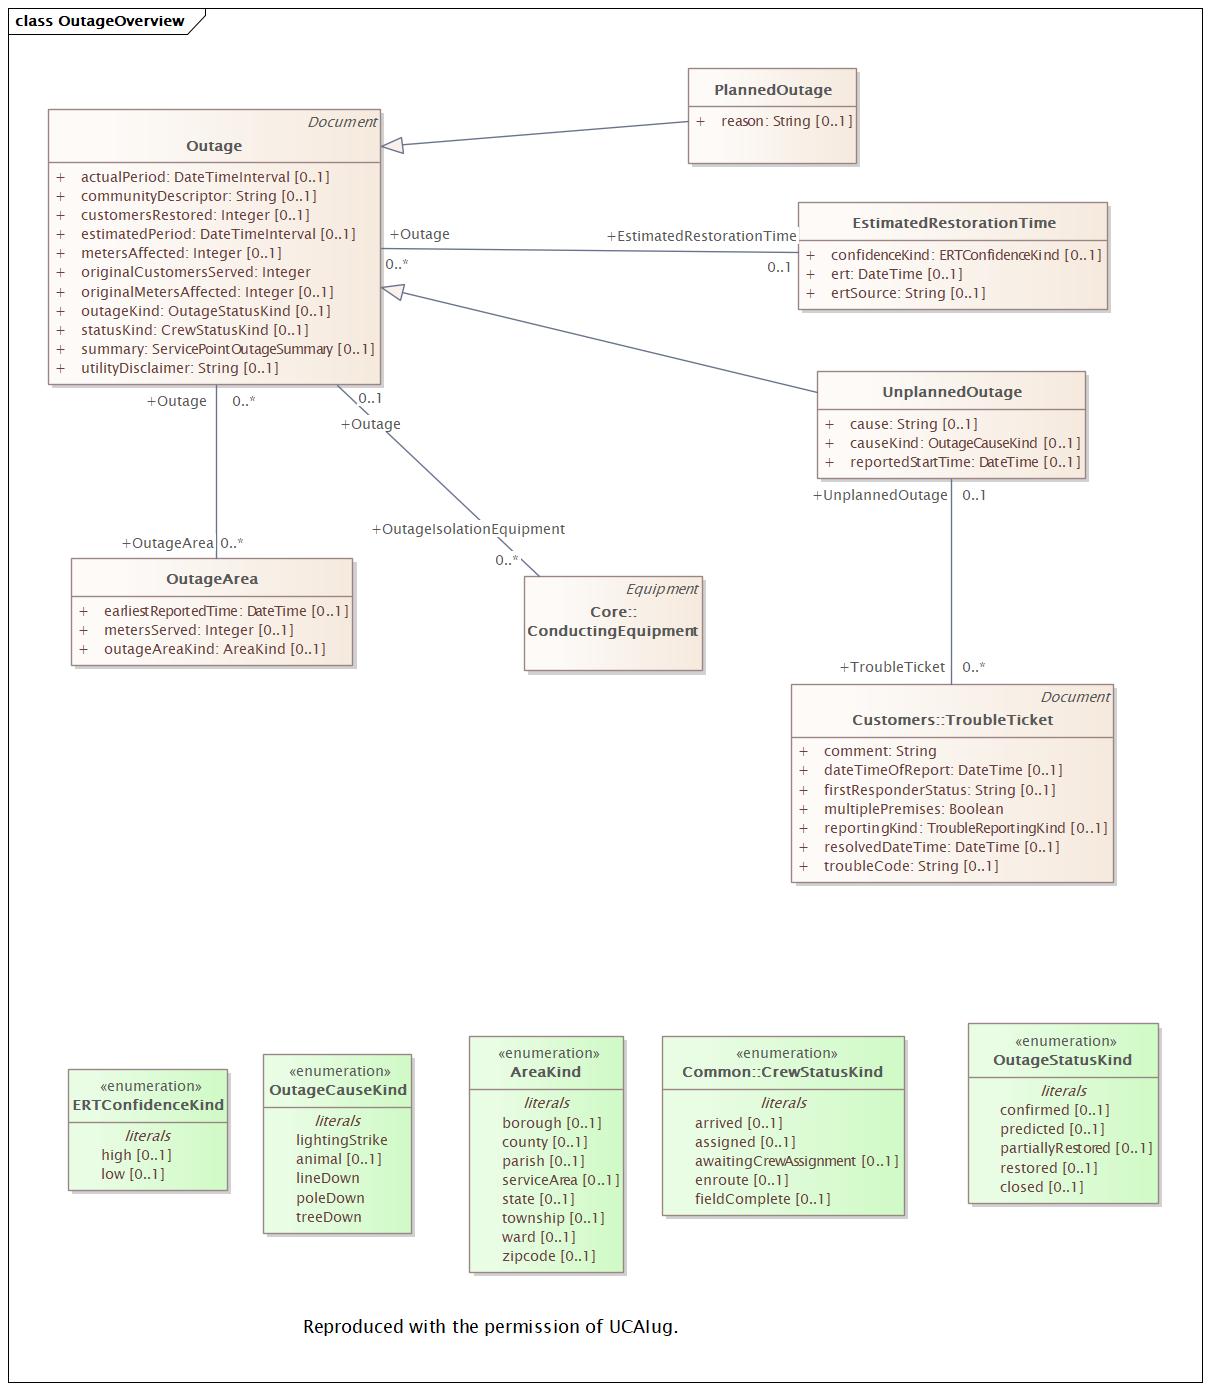 class OutageOverview
PlannedOutage
+ reason: String [0..1]
Document
Outage
+ actualPeriod: DateTimeInterval [0..1]
+ communityDescriptor: String [0..1]
+ customersRestored: Integer [0..1]
+ estimatedPeriod: DateTimeInterval [0..1]
+ metersAffected: Integer [0..1]
+ originalCustomersServed: Integer
+ originalMetersAffected: Integer [0..1]
+ outageKind: OutageStatusKind [0..1]
+ statusKind: CrewStatusKind [0..1]
+ summary: ServicePointOutageSummary [0..1]
+ utilityDisclaimer: String [0..1]
+Outage
0..*
+EstimatedRestorationTime
0..1
EstimatedRestorationTime
+ confidenceKind: ERTConfidenceKind [0..1]
+ ert: DateTime [0..1]
+ ertSource: String [0..1]
UnplannedOutage
+ cause: String [0..1]
+ causeKind: OutageCauseKind [0..1]
+ reportedStartTime: DateTime [0..1]
+Outage 0..*
0..1
+Outage
+UnplannedOutage 0..1
+OutageArea 0..*
+OutageIsolationEquipment
0..*
OutageArea
+ earliestReportedTime: DateTime [0..1]
+ metersServed: Integer [0..1]
+ outageAreaKind: AreaKind [0..1]
Equipment
Core::
ConductingEquipment
+TroubleTicket 0..*
Document
Customers::TroubleTicket
+ comment: String
+ dateTimeOfReport: DateTime [0..1]
+ firstResponderStatus: String [0..1]
+ multiplePremises: Boolean
+ reportingKind: TroubleReportingKind [0..1]
+ resolvedDateTime: DateTime [0..1]
+ troubleCode: String [0..1]
«enumeration»
ERTConfidenceKind
literals
high [0..1]
low [0..1]
«enumeration»
OutageCauseKind
literals
lightingStrike
animal [0..1]
lineDown
poleDown
treeDown
«enumeration»
AreaKind
literals
borough [0..1]
county [0..1]
parish [0..1]
serviceArea [0..1]
state [0..1]
township [0..1]
ward [0..1]
zipcode [0..1]
«enumeration»
Common::CrewStatusKind
literals
arrived [0..1]
assigned [0..1]
awaitingCrewAssignment [0..1]
enroute [0..1]
fieldComplete [0..1]
«enumeration»
OutageStatusKind
literals
confirmed [0..1]
predicted [0..1]
partiallyRestored [0..1]
restored [0..1]
closed [0..1]
Reproduced with the permission of UCAIug.